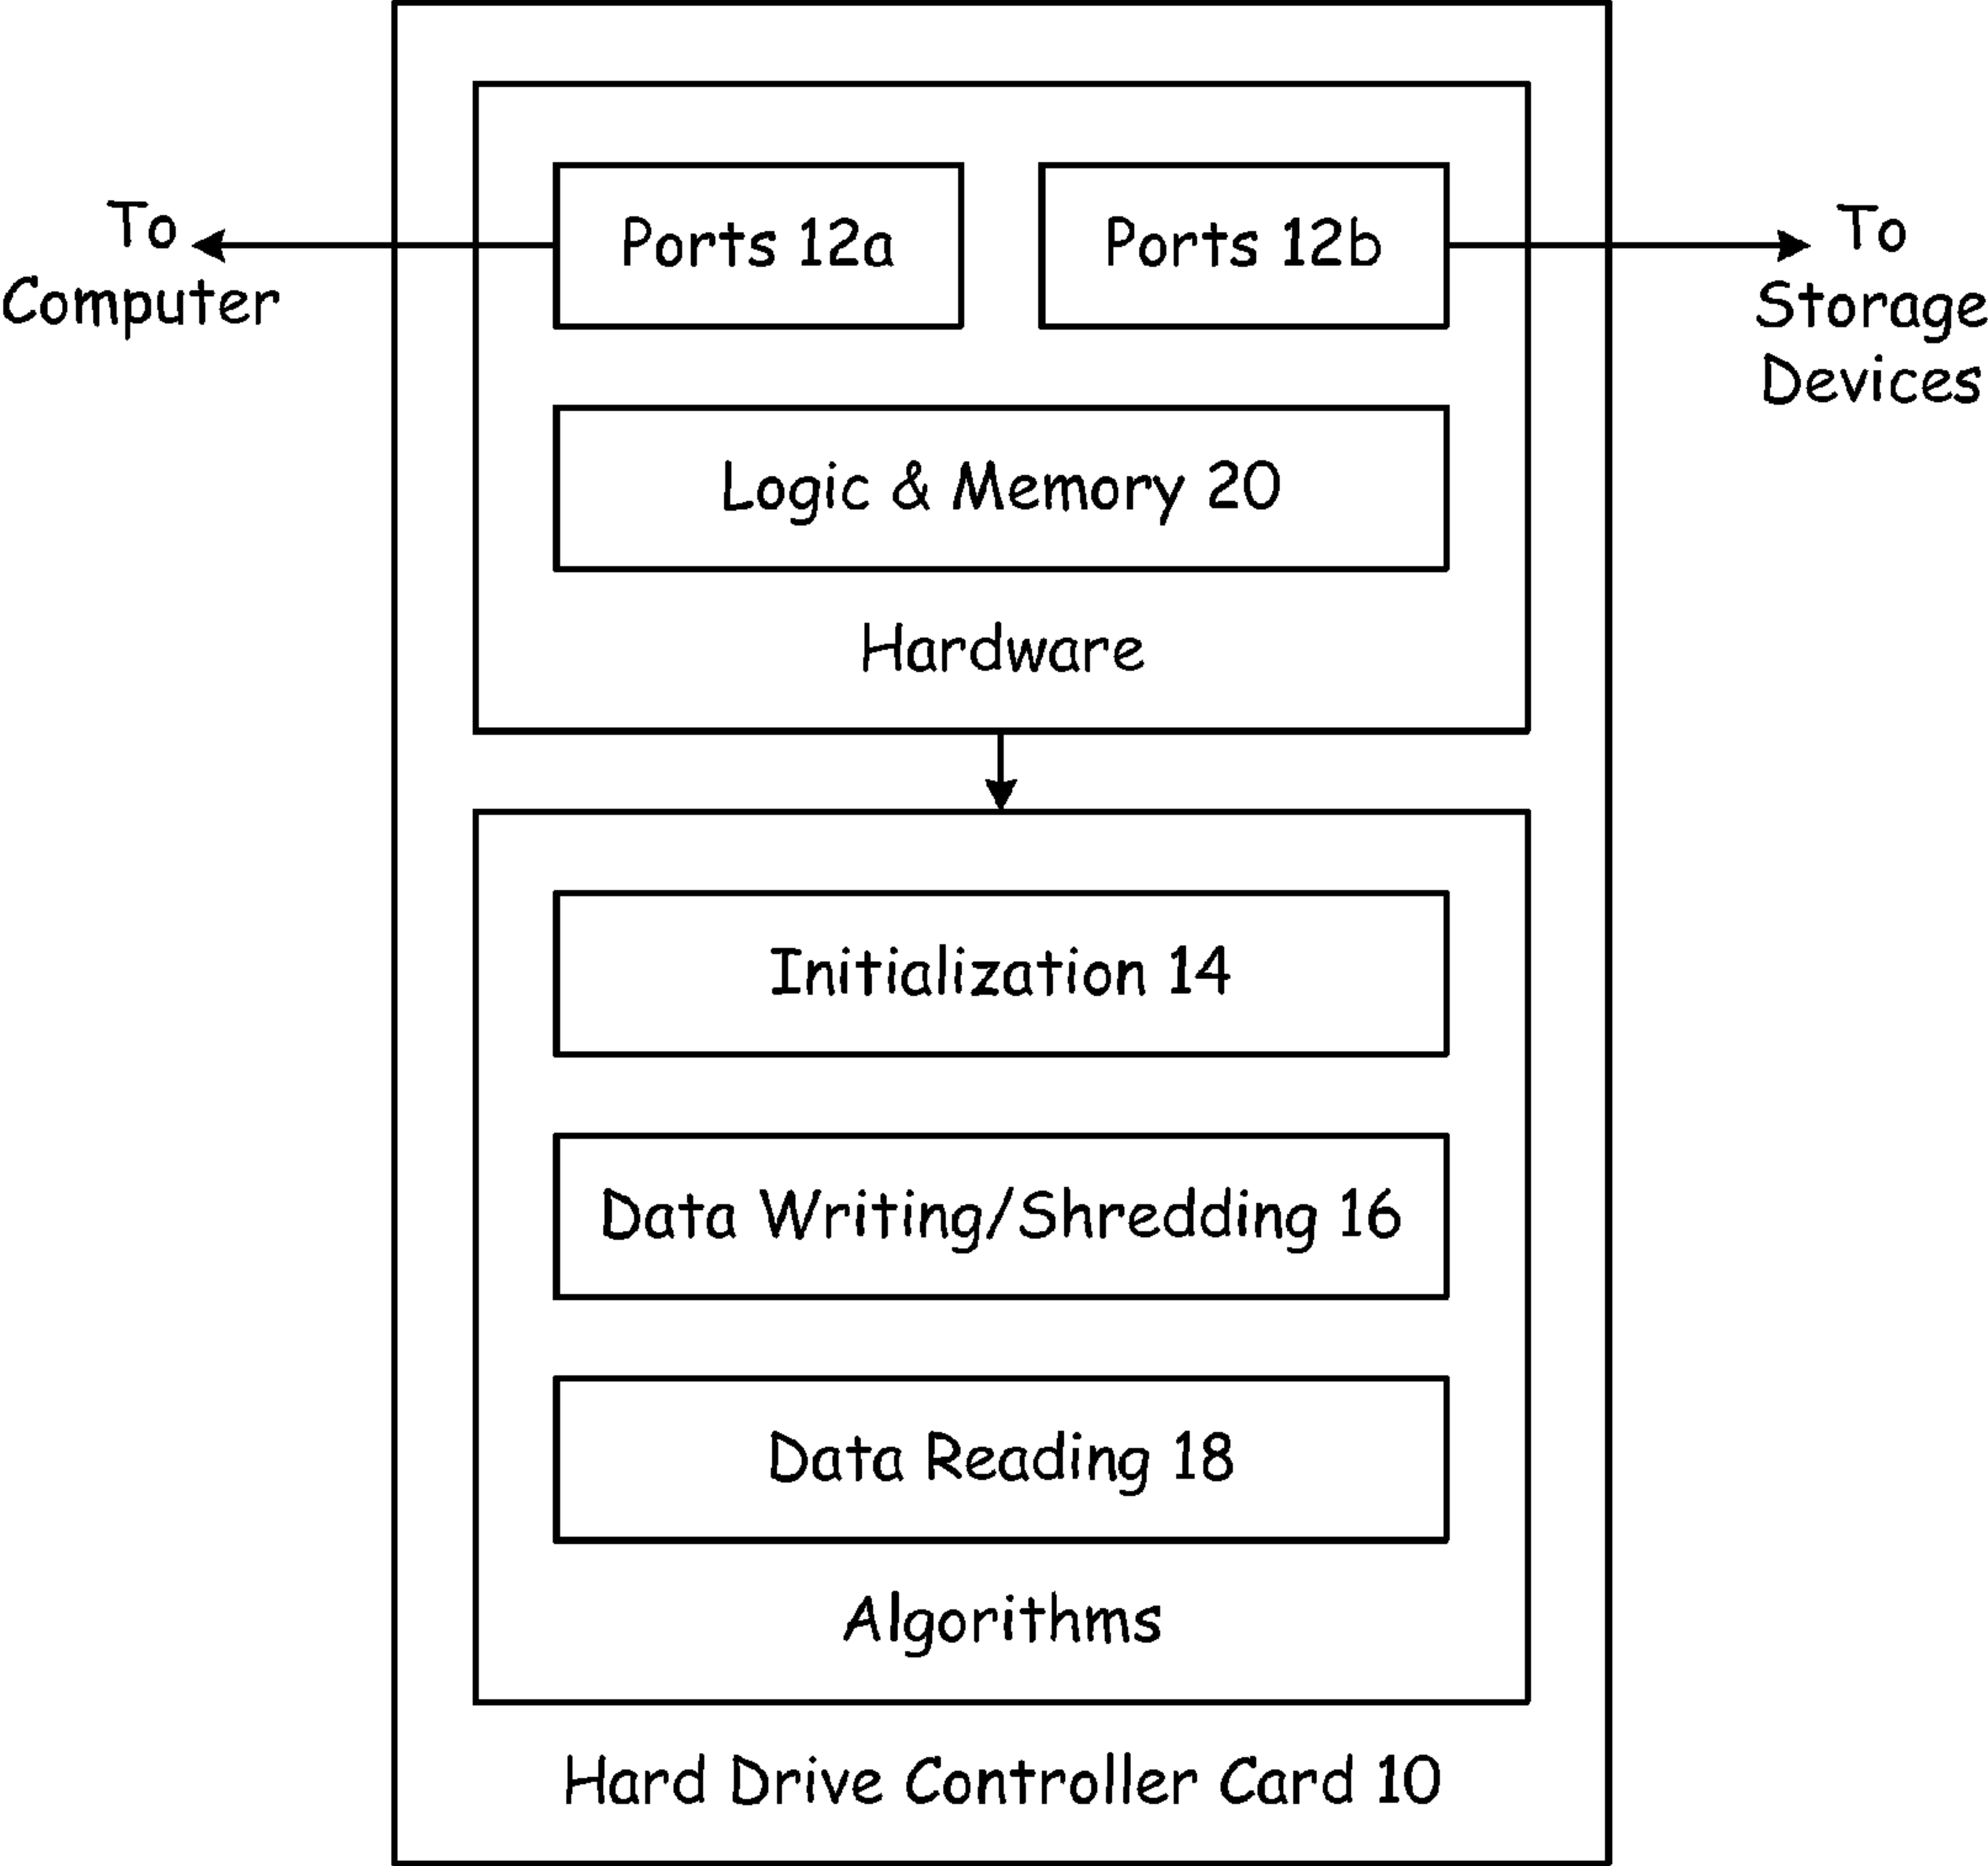 To
Computer
Ports 12a
Ports 12b
To
Storage
Devices
Logic & Memory 20
Hardware
Initialization 14
Data Writing/Shredding 16
Data Reading 18
Algorithms
Hard Drive Controller Card 10